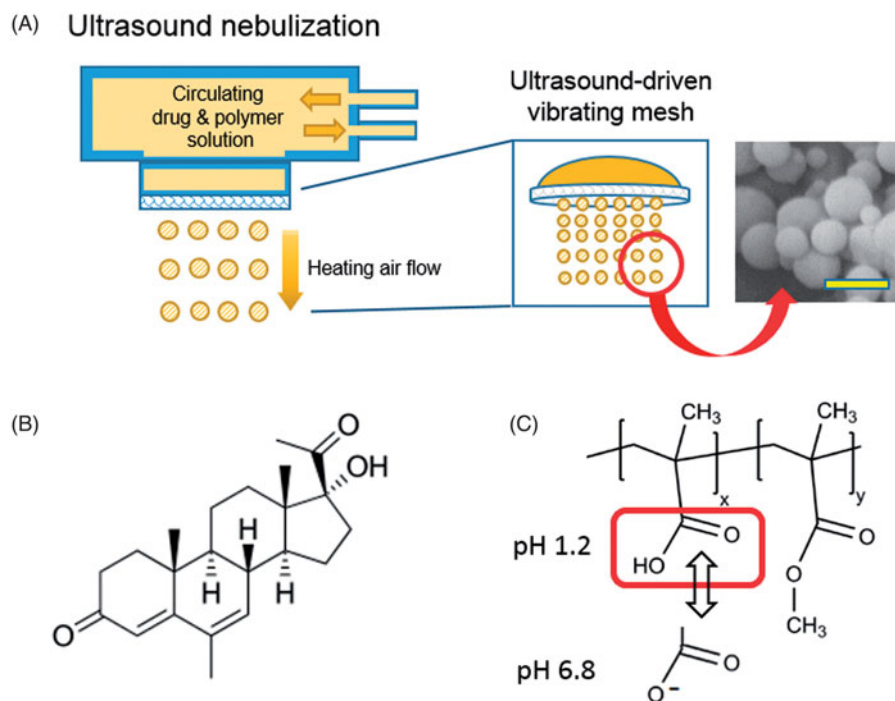 (A) Ultrasound nebulization
Circulating
drug & polymer
solution
Heating air flow
Ultrasound-driven
vibrating mesh
(B)
O
OH
H
H
H
O
(C)
CH₃
CH₃
x
y
pH 1.2
HO
O
O
O
CH₃
pH 6.8
O
O⁻